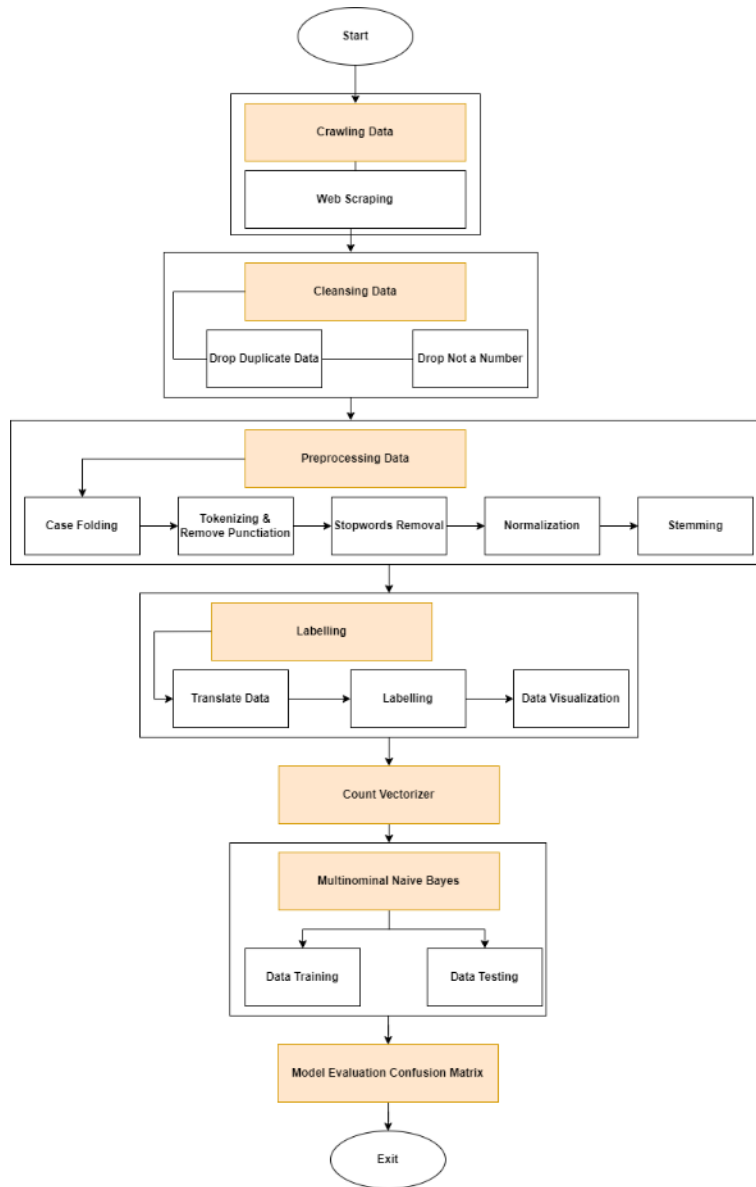 Start
Crawling Data
Web Scraping
Cleansing Data
Drop Duplicate Data
Drop Not a Number
Preprocessing Data
Case Folding
Tokenizing &
Remove Punctiation
Stopwords Removal
Normalization
Stemming
Labelling
Translate Data
Labelling
Data Visualization
Count Vectorizer
Multinominal Naive Bayes
Data Training
Data Testing
Model Evaluation Confusion Matrix
Exit